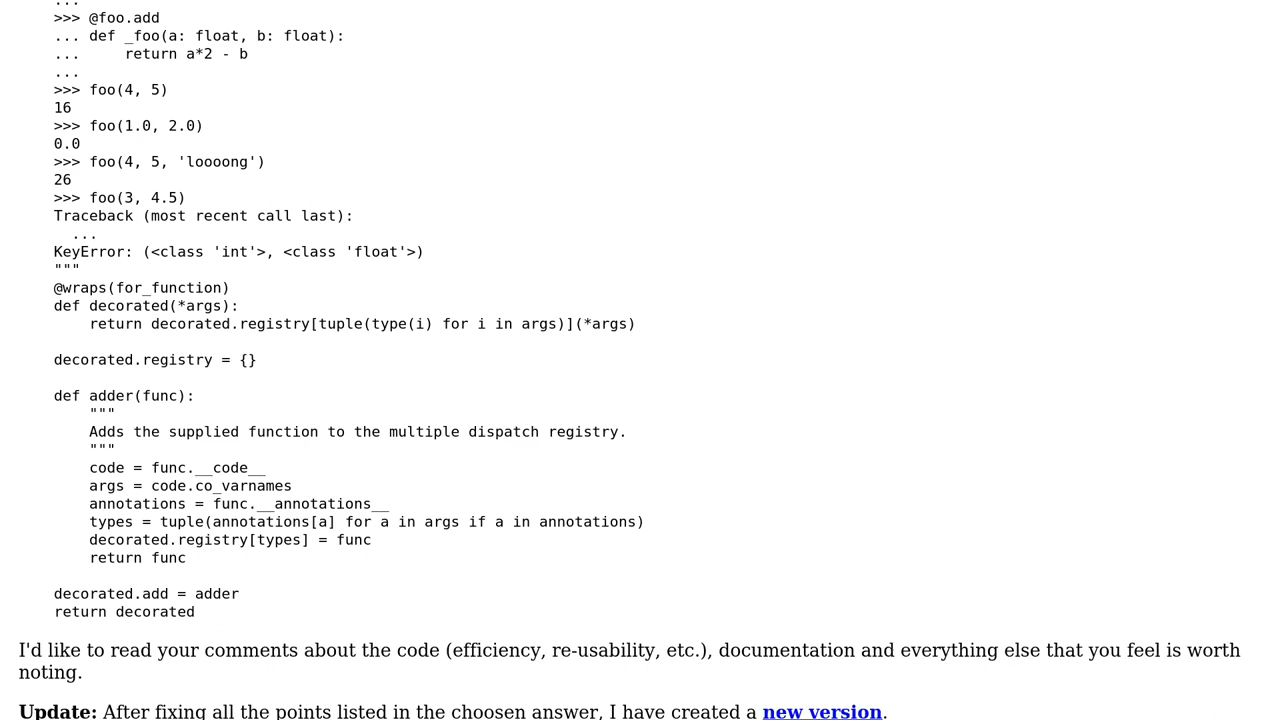 ...
>>> @foo.add
... def _foo(a: float, b: float):
...     return a*2 - b
...
>>> foo(4, 5)
16
>>> foo(1.0, 2.0)
0.0
>>> foo(4, 5, 'loooong')
26
>>> foo(3, 4.5)
Traceback (most recent call last):
  ...
KeyError: (<class 'int'>, <class 'float'>)
"""
@wraps(for_function)
def decorated(*args):
    return decorated.registry[tuple(type(i) for i in args)](*args)

decorated.registry = {}

def adder(func):
    """
    Adds the supplied function to the multiple dispatch registry.
    """
    code = func.__code__
    args = code.co_varnames
    annotations = func.__annotations__
    types = tuple(annotations[a] for a in args if a in annotations)
    decorated.registry[types] = func
    return func

decorated.add = adder
return decorated
I'd like to read your comments about the code (efficiency, re-usability, etc.), documentation and everything else that you feel is worth
noting.
Update: After fixing all the points listed in the choosen answer, I have created a new version.